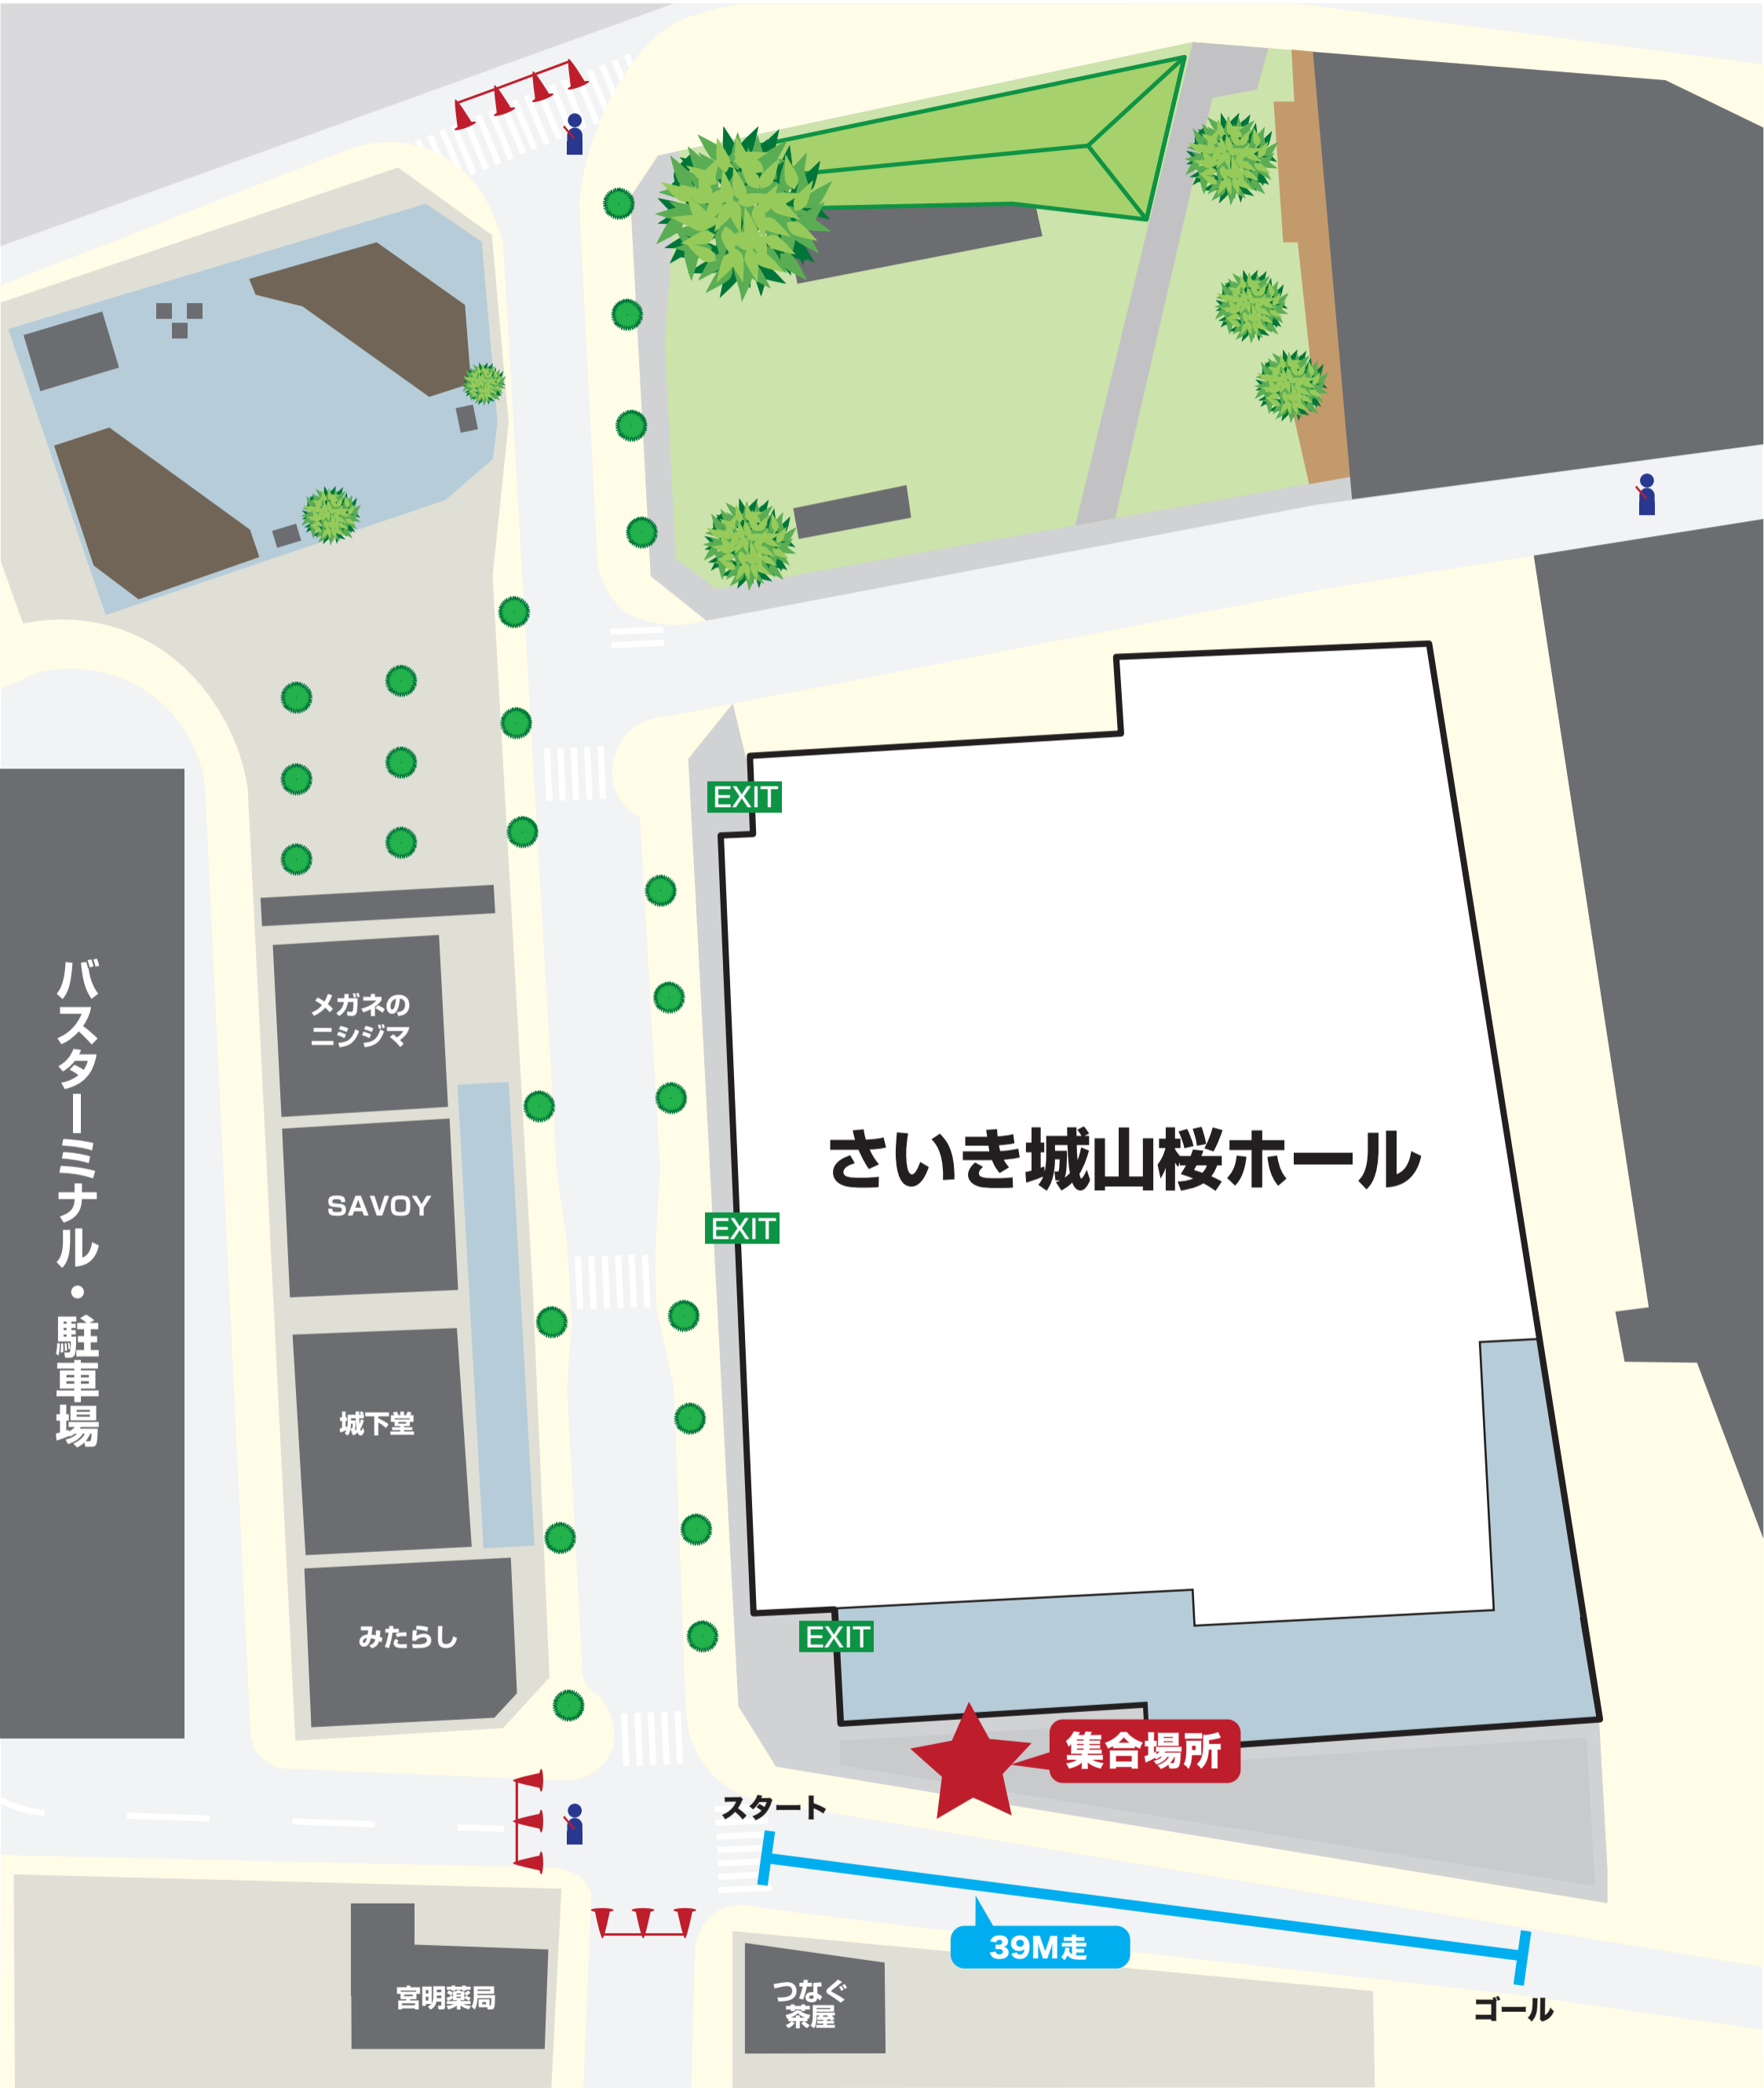 EXIT
バスターミナル・駐車場
メガネの
ニシジマ
さいき城山桜ホール
SAVOY
EXIT
城下堂
みたらし
EXIT
集合場所
スタート
39M走
宮明薬局
つなぐ
茶屋
ゴール